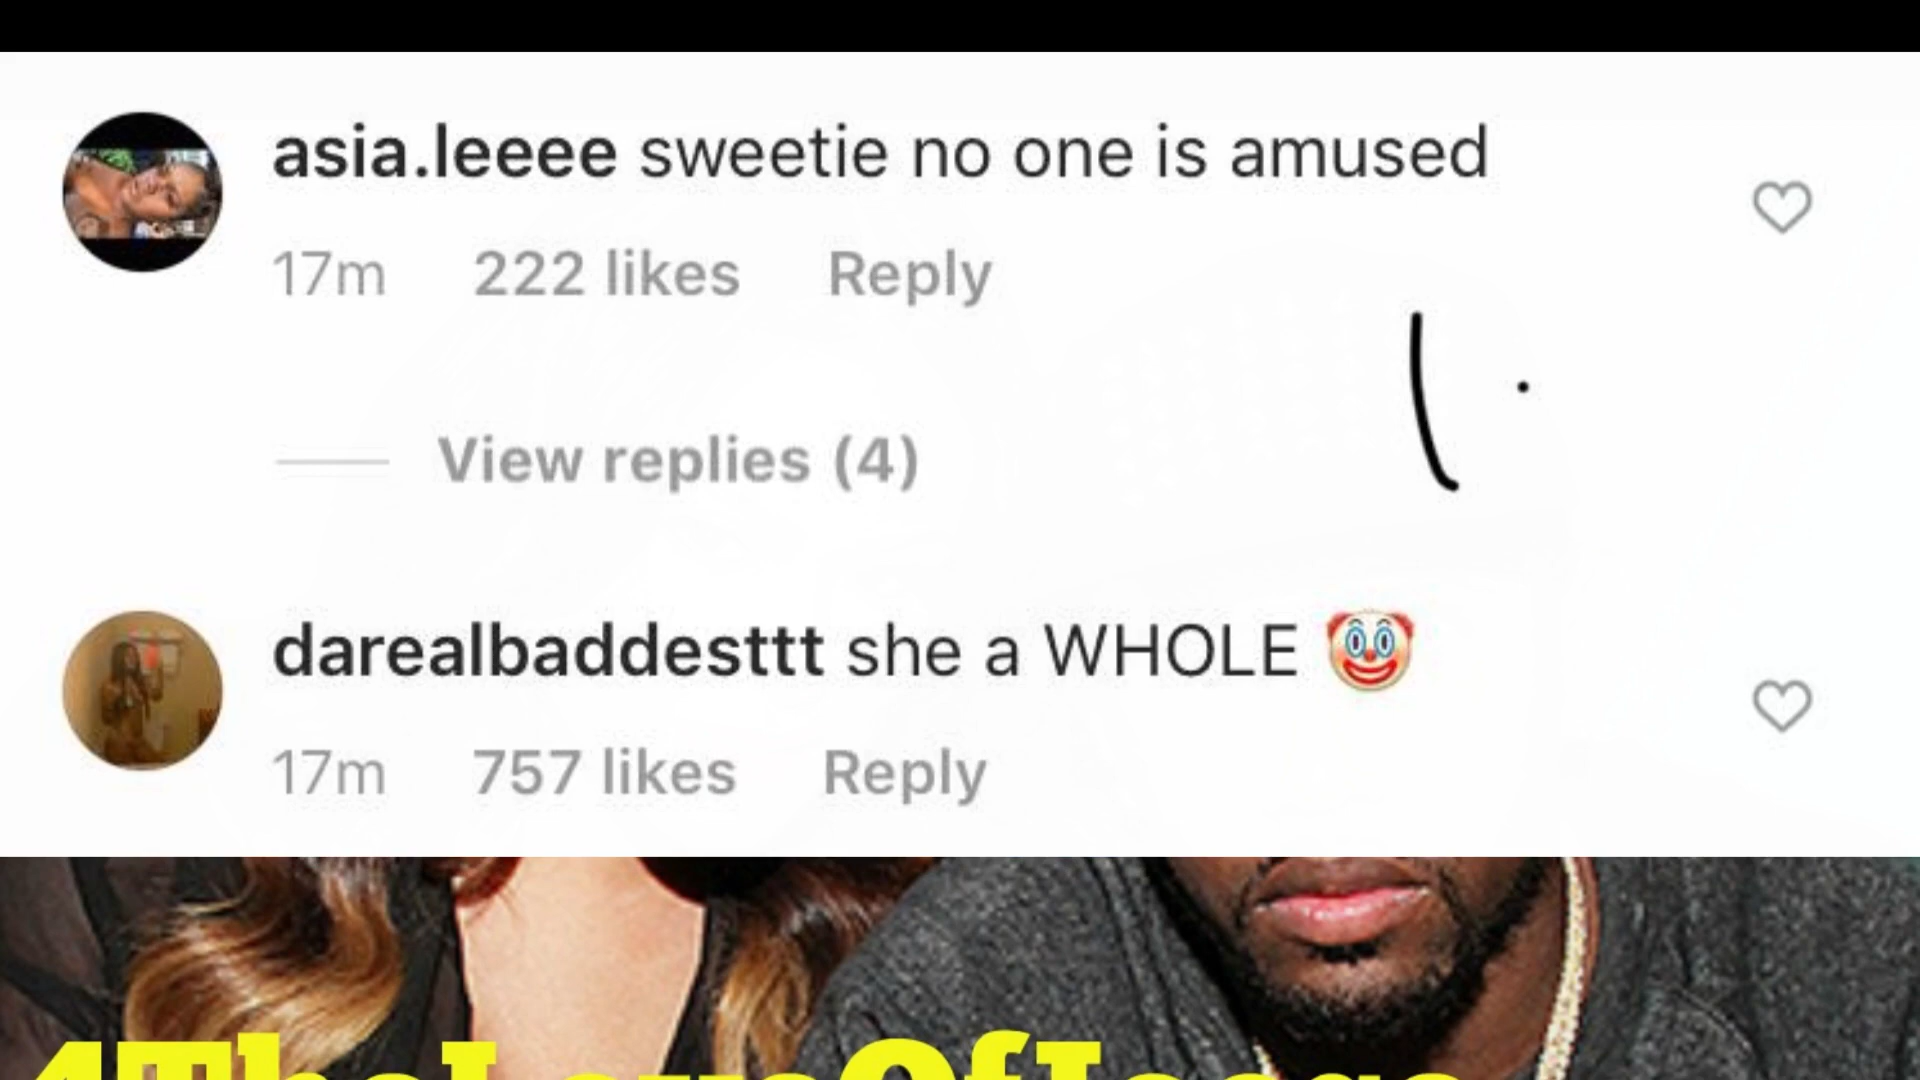 asia.leeee sweetie no one is amused
17m 222 likes Reply
View replies (4)
darealbaddesttt she a WHOLE 🤡
17m 757 likes Reply